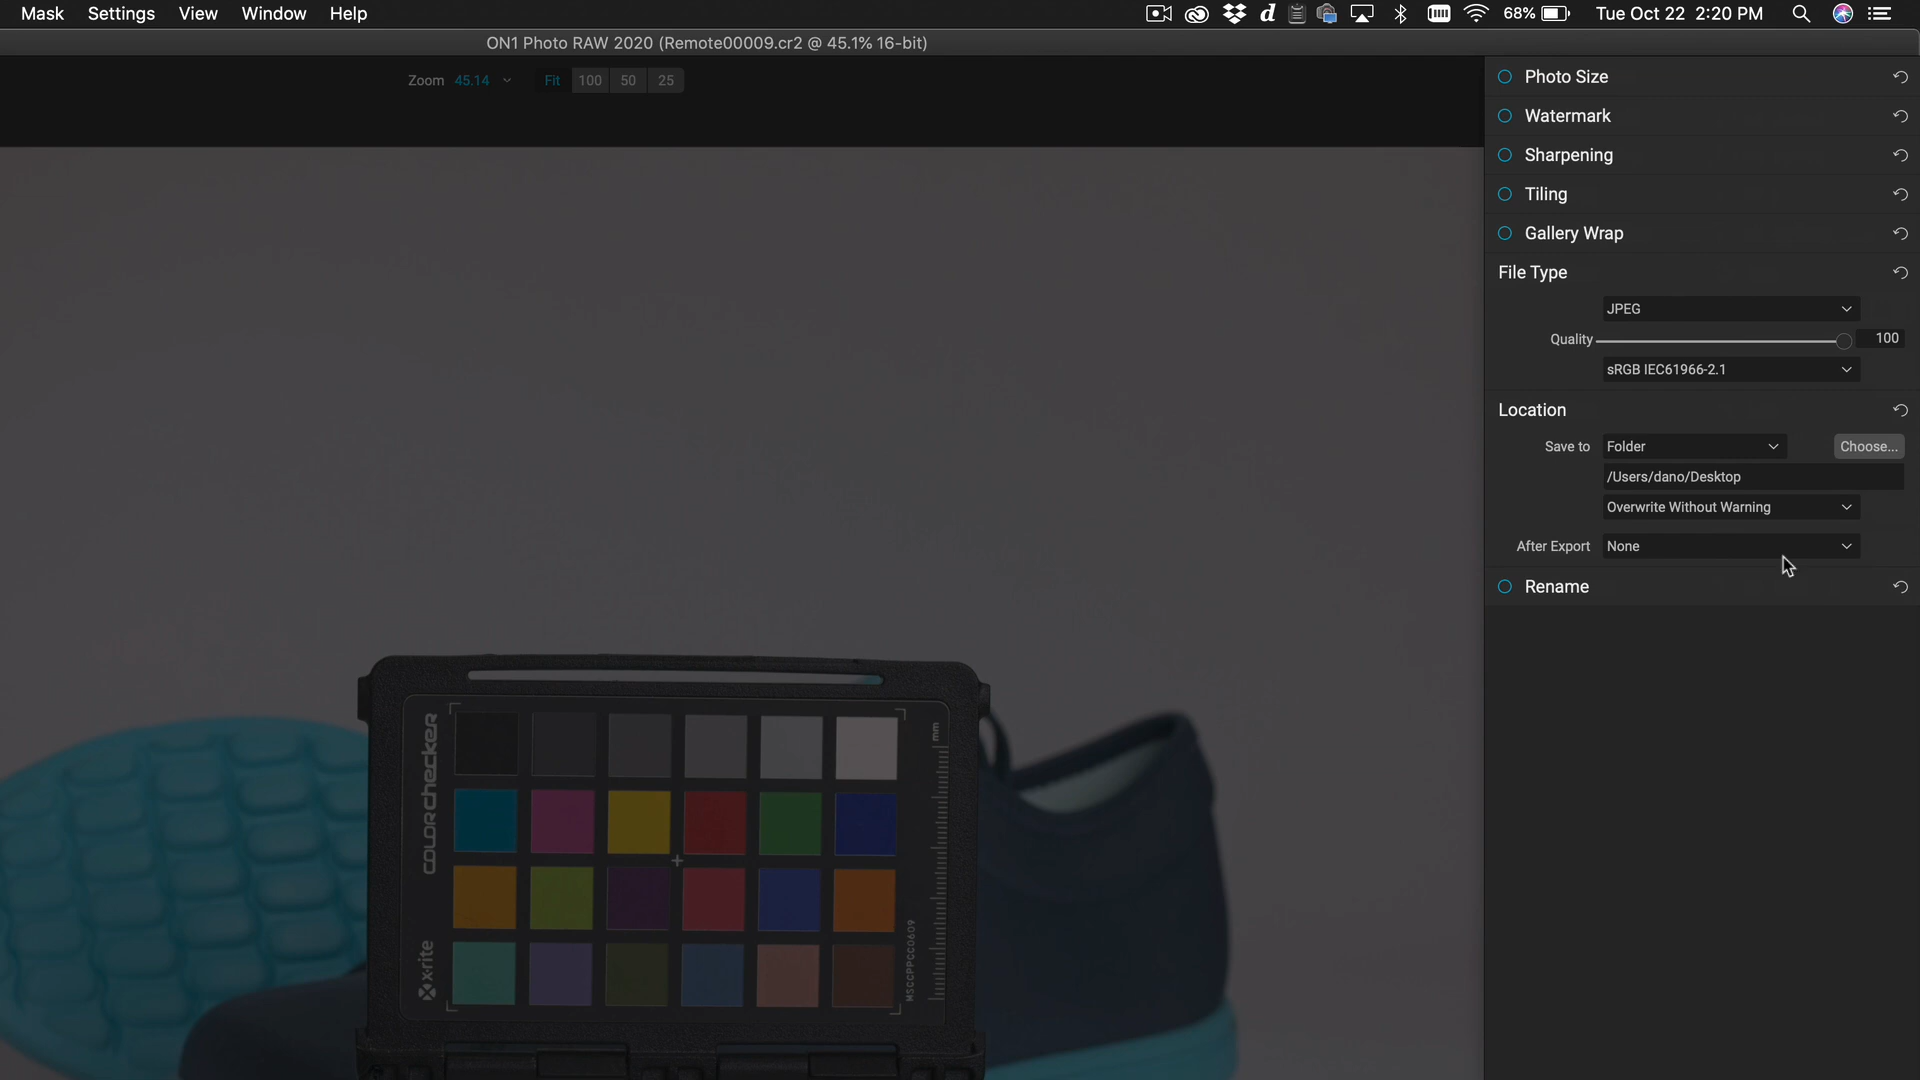 Mask Settings View Window Help
d 68% Tue Oct 22 2:20 PM
ON1 Photo RAW 2020 (Remote00009.cr2 @ 45.1% 16-bit)
Zoom 45.14 Fit 100 50 25
Photo Size
Watermark
Sharpening
Tiling
Gallery Wrap
File Type
JPEG
Quality 100
sRGB IEC61966-2.1
Location
Save to Folder Choose...
/Users/dano/Desktop
Overwrite Without Warning
After Export None
Rename
colorchecker
mm
x-rite
MSCCPPCC0609